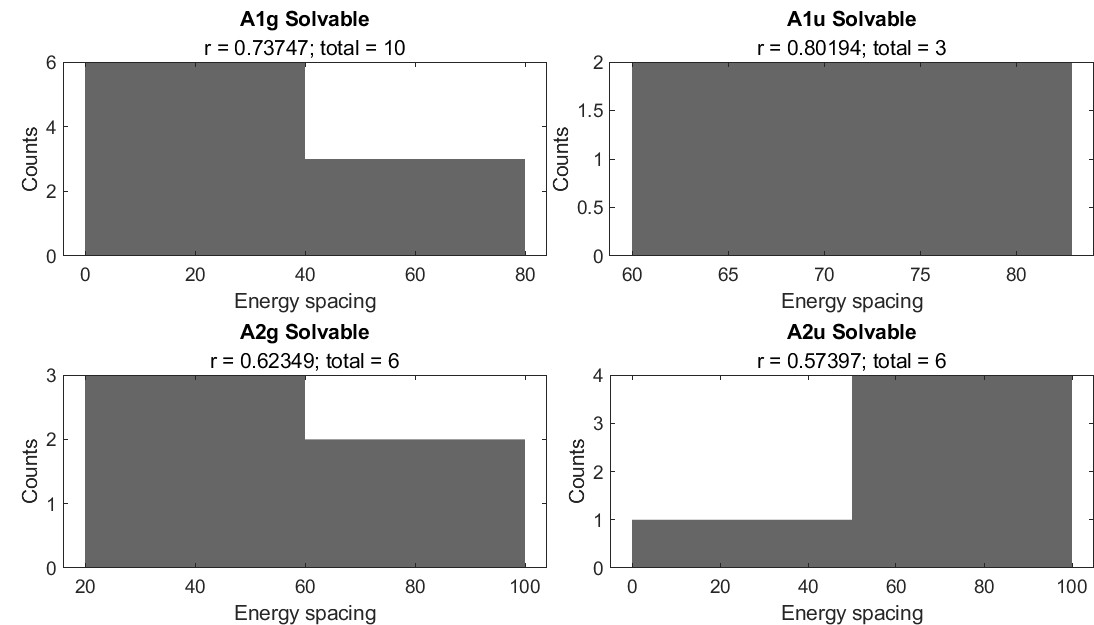 A1g Solvable
r = 0.73747; total = 10
6
4
2
0
Counts
0 20 40 60 80
Energy spacing
A1u Solvable
r = 0.80194; total = 3
2
1.5
1
0.5
0
Counts
60 65 70 75 80
Energy spacing
A2g Solvable
r = 0.62349; total = 6
3
2
1
0
Counts
20 40 60 80 100
Energy spacing
A2u Solvable
r = 0.57397; total = 6
4
3
2
1
0
Counts
0 20 40 60 80 100
Energy spacing